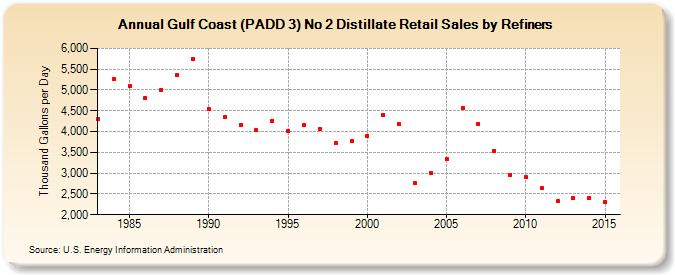 Annual Gulf Coast (PADD 3) No 2 Distillate Retail Sales by Refiners
Thousand Gallons per Day
6,000
5,500
5,000
4,500
4,000
3,500
3,000
2,500
2,000
1985 1990 1995 2000 2005 2010 2015
Source: U.S. Energy Information Administration